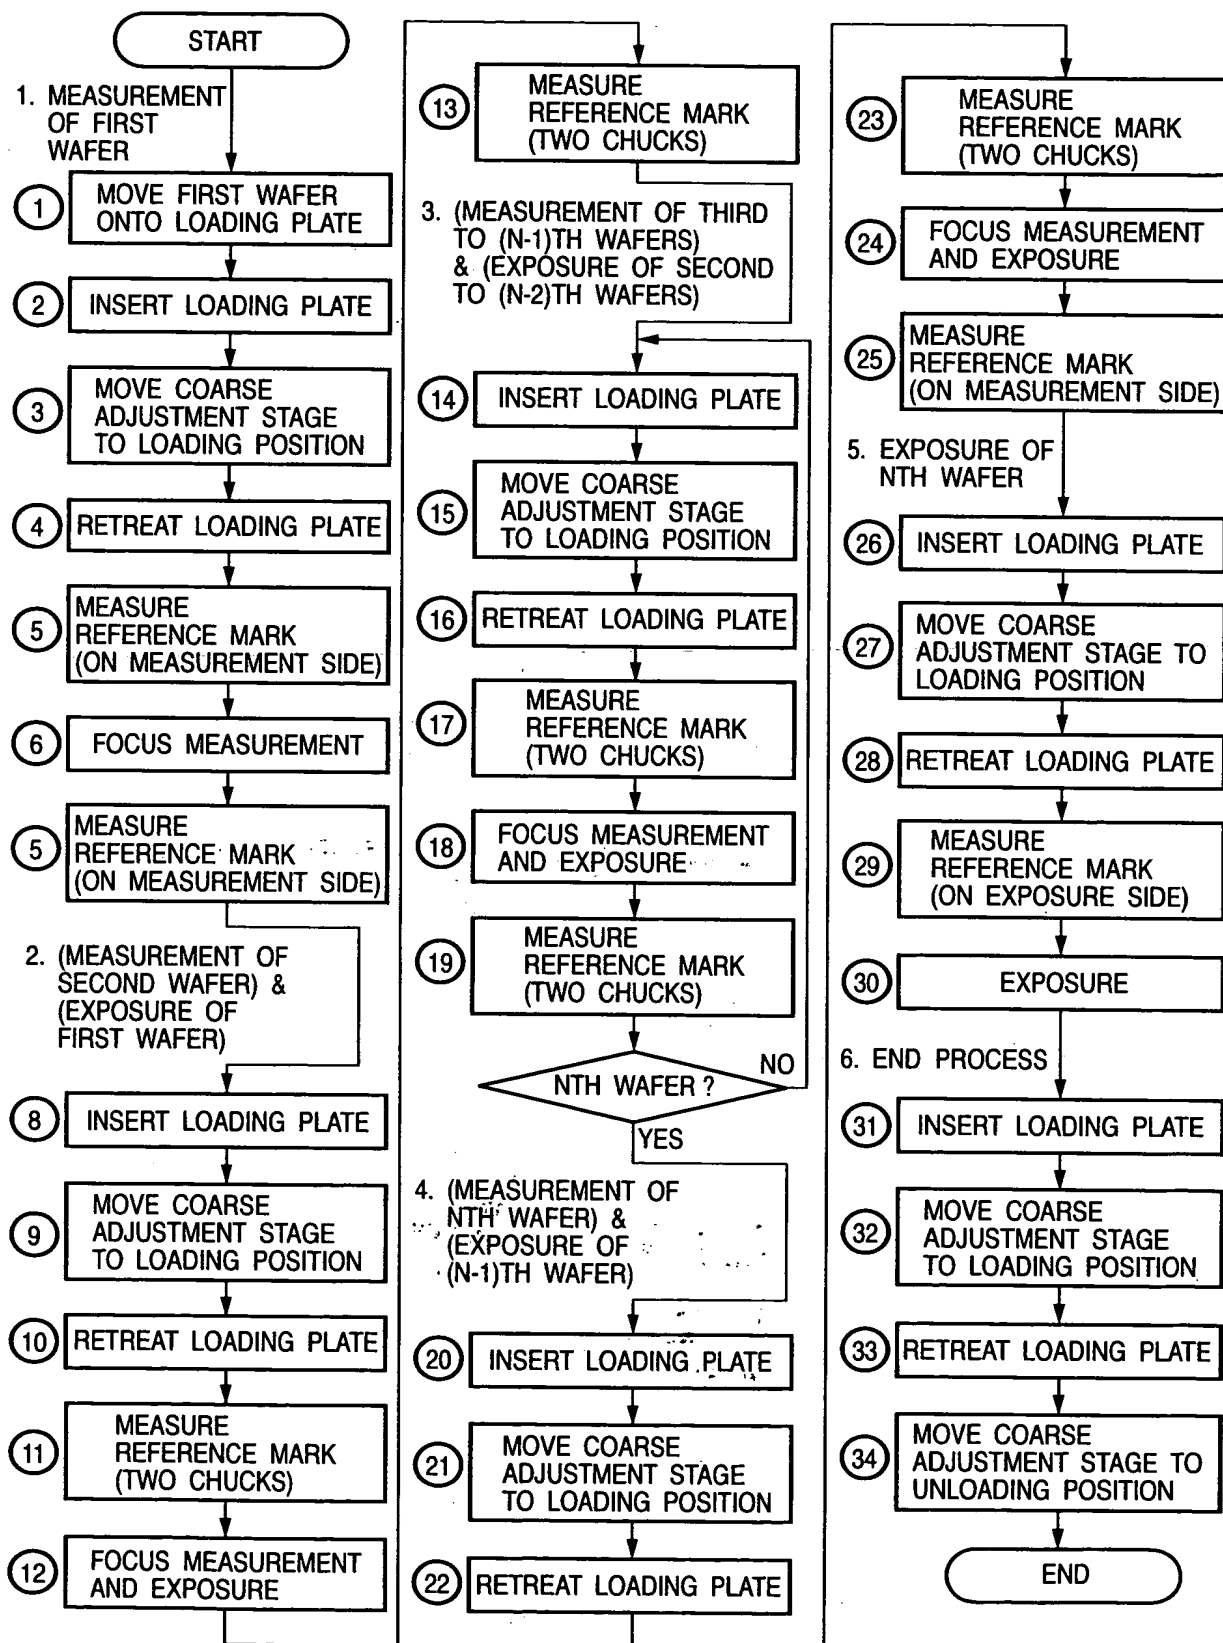 START
1. MEASUREMENT
OF FIRST
WAFER
1
MOVE FIRST WAFER
ONTO LOADING PLATE
2
INSERT LOADING PLATE
3
MOVE COARSE
ADJUSTMENT STAGE
TO LOADING POSITION
4
RETREAT LOADING PLATE
5
MEASURE
REFERENCE MARK
(ON MEASUREMENT SIDE)
6
FOCUS MEASUREMENT
5
MEASURE
REFERENCE MARK
(ON MEASUREMENT SIDE)
2. (MEASUREMENT OF
SECOND WAFER) &
(EXPOSURE OF
FIRST WAFER)
8
INSERT LOADING PLATE
9
MOVE COARSE
ADJUSTMENT STAGE
TO LOADING POSITION
10
RETREAT LOADING PLATE
11
MEASURE
REFERENCE MARK
(TWO CHUCKS)
12
FOCUS MEASUREMENT
AND EXPOSURE
13
MEASURE
REFERENCE MARK
(TWO CHUCKS)
3. (MEASUREMENT OF THIRD
TO (N-1)TH WAFERS)
& (EXPOSURE OF SECOND
TO (N-2)TH WAFERS)
14
INSERT LOADING PLATE
15
MOVE COARSE
ADJUSTMENT STAGE
TO LOADING POSITION
16
RETREAT LOADING PLATE
17
MEASURE
REFERENCE MARK
(TWO CHUCKS)
18
FOCUS MEASUREMENT
AND EXPOSURE
19
MEASURE
REFERENCE MARK
(TWO CHUCKS)
NTH WAFER ?
NO
YES
4. (MEASUREMENT OF
NTH WAFER) &
(EXPOSURE OF
(N-1)TH WAFER)
20
INSERT LOADING PLATE
21
MOVE COARSE
ADJUSTMENT STAGE
TO LOADING POSITION
22
RETREAT LOADING PLATE
23
MEASURE
REFERENCE MARK
(TWO CHUCKS)
24
FOCUS MEASUREMENT
AND EXPOSURE
25
MEASURE
REFERENCE MARK
(ON MEASUREMENT SIDE)
5. EXPOSURE OF
NTH WAFER
26
INSERT LOADING PLATE
27
MOVE COARSE
ADJUSTMENT STAGE TO
LOADING POSITION
28
RETREAT LOADING PLATE
29
MEASURE
REFERENCE MARK
(ON EXPOSURE SIDE)
30
EXPOSURE
6. END PROCESS
31
INSERT LOADING PLATE
32
MOVE COARSE
ADJUSTMENT STAGE
TO LOADING POSITION
33
RETREAT LOADING PLATE
34
MOVE COARSE
ADJUSTMENT STAGE TO
UNLOADING POSITION
END